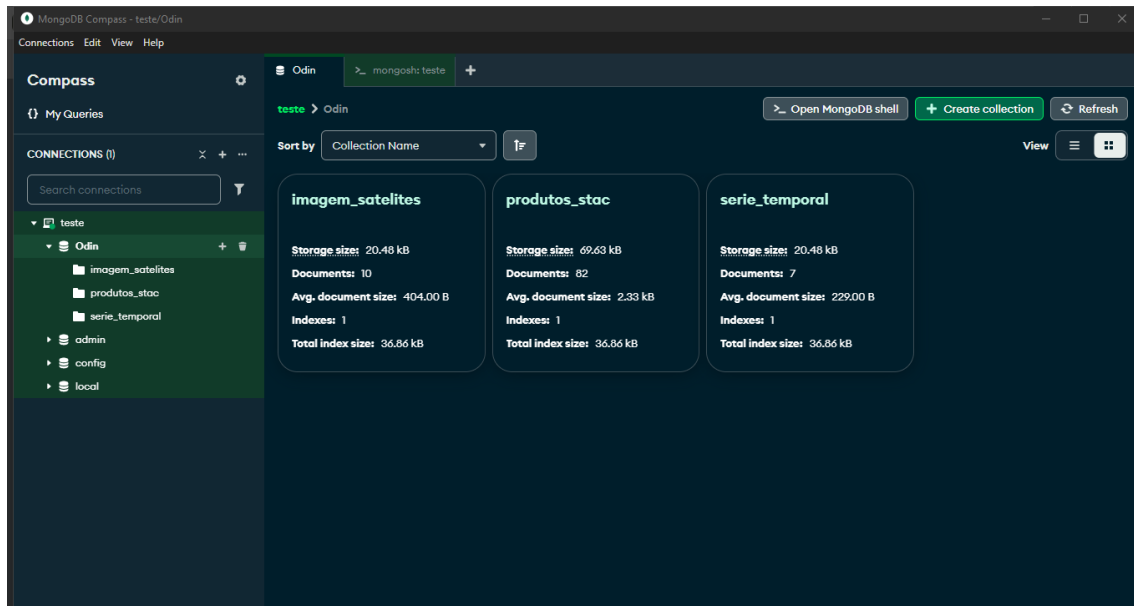 MongoDB Compass - teste/Odin
Connections Edit View Help
Compass
{} My Queries
CONNECTIONS (1)
Search connections
teste
Odin
imagem_satelites
produtos_stac
serie_temporal
admin
config
local
Odin
>_ mongosh: teste
teste > Odin
>_ Open MongoDB shell
+ Create collection
Refresh
Sort by Collection Name
View
imagem_satelites
Storage size: 20.48 kB
Documents: 10
Avg. document size: 404.00 B
Indexes: 1
Total index size: 36.86 kB
produtos_stac
Storage size: 69.63 kB
Documents: 82
Avg. document size: 2.33 kB
Indexes: 1
Total index size: 36.86 kB
serie_temporal
Storage size: 20.48 kB
Documents: 7
Avg. document size: 229.00 B
Indexes: 1
Total index size: 36.86 kB